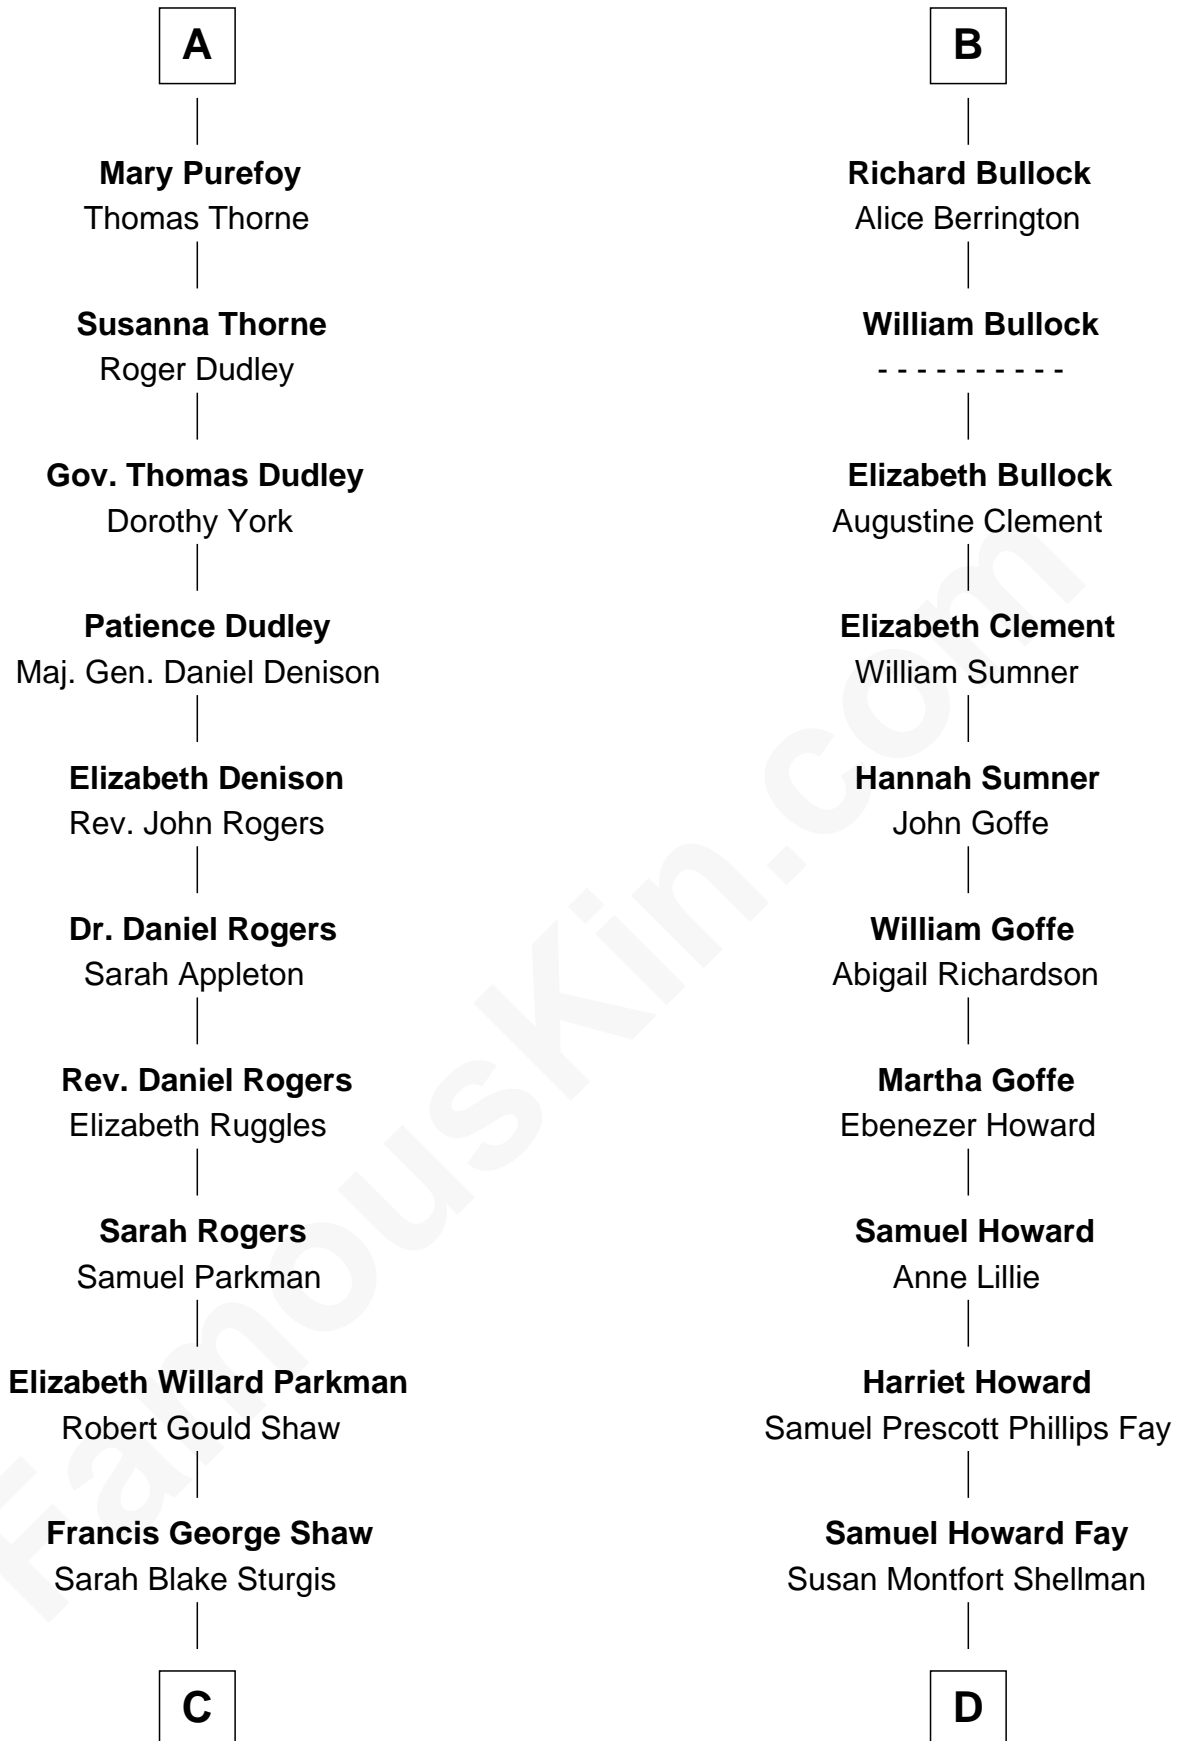 A
Mary Purefoy
Thomas Thorne
Susanna Thorne
Roger Dudley
Gov. Thomas Dudley
Dorothy York
Patience Dudley
Maj. Gen. Daniel Denison
Elizabeth Denison
Rev. John Rogers
Dr. Daniel Rogers
Sarah Appleton
Rev. Daniel Rogers
Elizabeth Ruggles
Sarah Rogers
Samuel Parkman
Elizabeth Willard Parkman
Robert Gould Shaw
Francis George Shaw
Sarah Blake Sturgis
C
B
Richard Bullock
Alice Berrington
William Bullock
- - - - - - - - - -
Elizabeth Bullock
Augustine Clement
Elizabeth Clement
William Sumner
Hannah Sumner
John Goffe
William Goffe
Abigail Richardson
Martha Goffe
Ebenezer Howard
Samuel Howard
Anne Lillie
Harriet Howard
Samuel Prescott Phillips Fay
Samuel Howard Fay
Susan Montfort Shellman
D
FamousKin.com